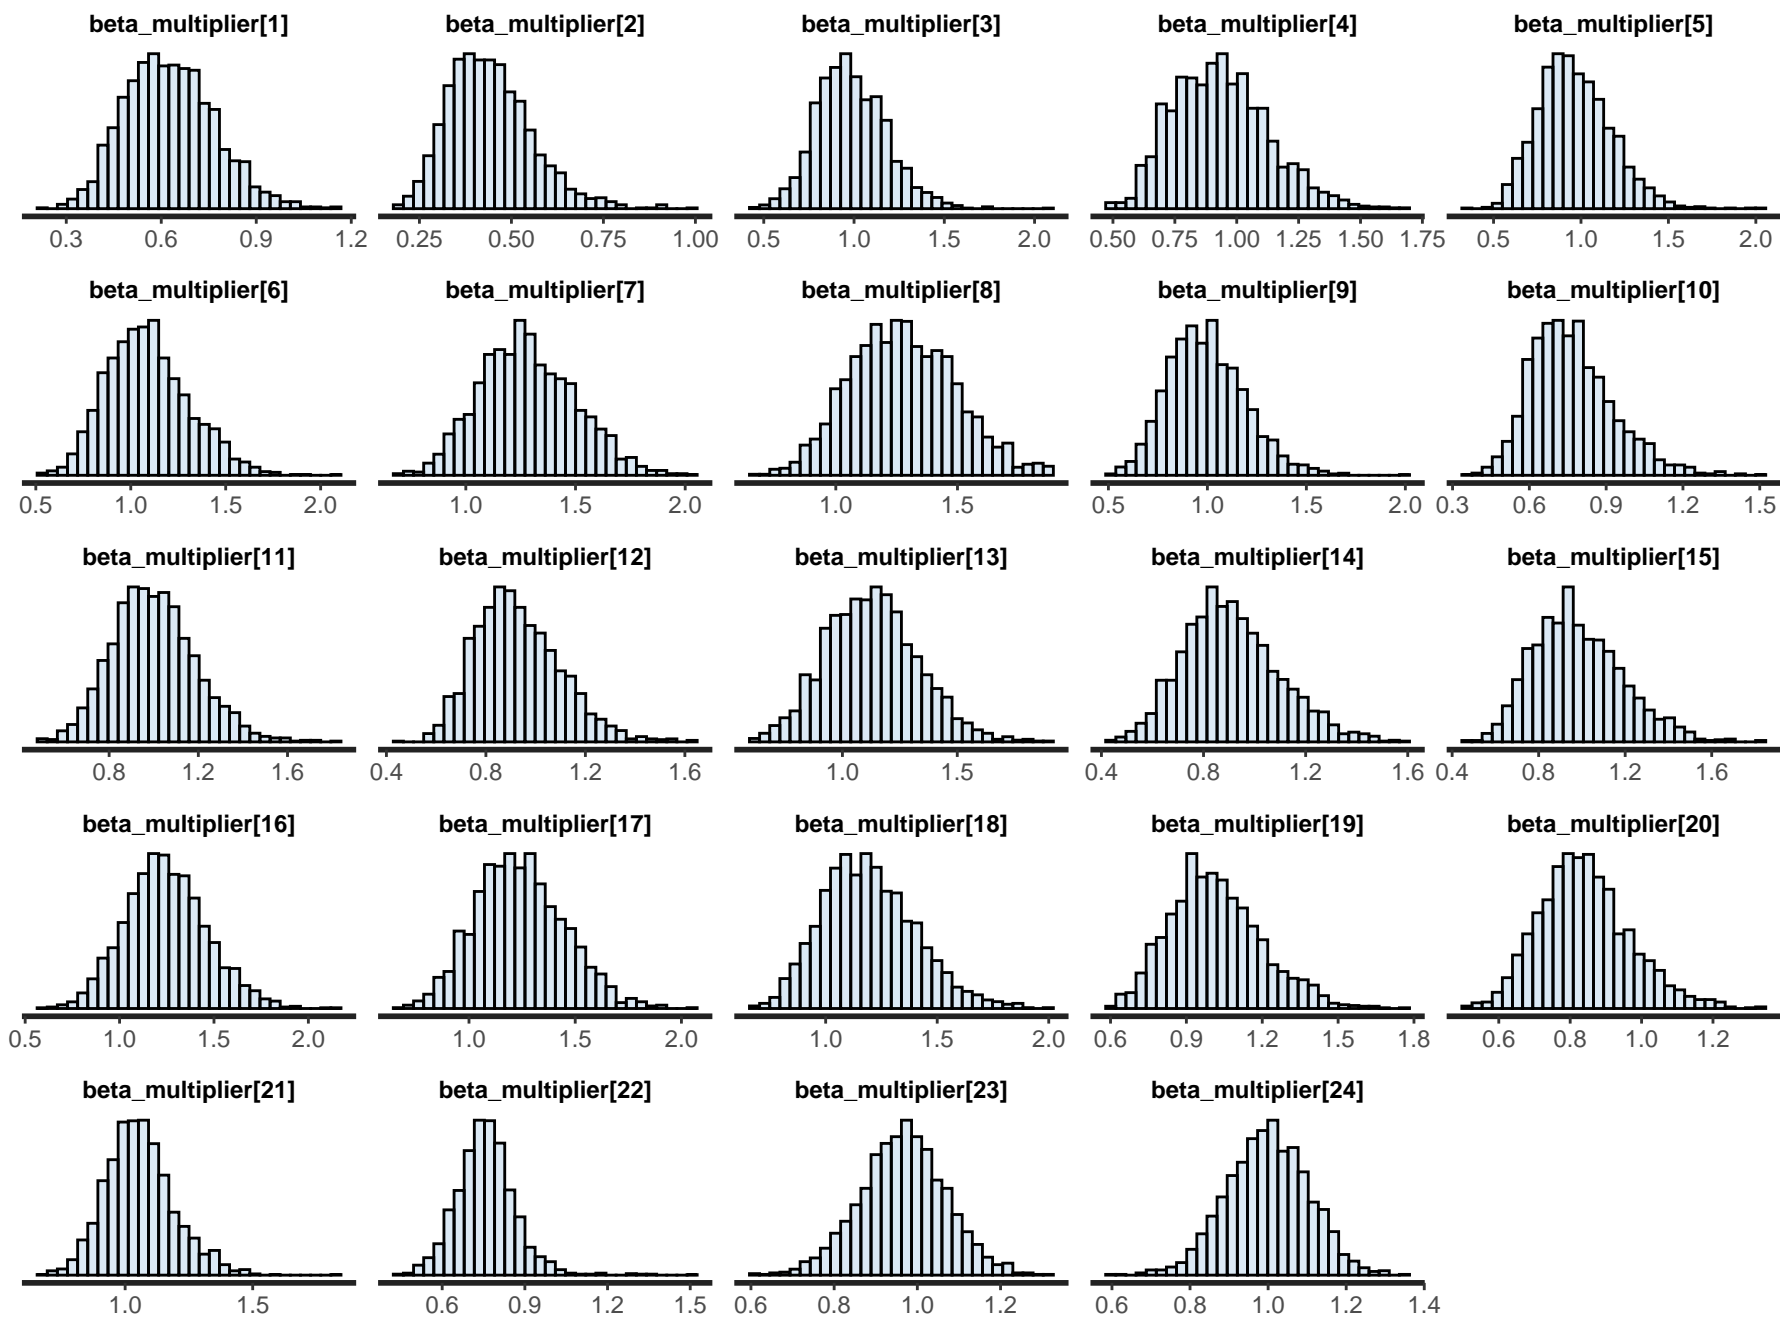 beta_multiplier[1] beta_multiplier[2] beta_multiplier[3] beta_multiplier[4] beta_multiplier[5]
0.3 0.6 0.9 1.2 0.25 0.50 0.75 1.00 0.5 1.0 1.5 2.0 0.50 0.75 1.00 1.25 1.50 1.75 0.5 1.0 1.5 2.0
beta_multiplier[6] beta_multiplier[7] beta_multiplier[8] beta_multiplier[9] beta_multiplier[10]
0.5 1.0 1.5 2.0 1.0 1.5 2.0 1.0 1.5 0.5 1.0 1.5 2.0 0.3 0.6 0.9 1.2 1.5
beta_multiplier[11] beta_multiplier[12] beta_multiplier[13] beta_multiplier[14] beta_multiplier[15]
0.8 1.2 1.6 0.4 0.8 1.2 1.6 1.0 1.5 0.4 0.8 1.2 1.6 0.4 0.8 1.2 1.6
beta_multiplier[16] beta_multiplier[17] beta_multiplier[18] beta_multiplier[19] beta_multiplier[20]
0.5 1.0 1.5 2.0 1.0 1.5 2.0 1.0 1.5 2.0 0.6 0.9 1.2 1.5 1.8 0.6 0.8 1.0 1.2
beta_multiplier[21] beta_multiplier[22] beta_multiplier[23] beta_multiplier[24]
1.0 1.5 0.6 0.9 1.2 1.5 0.6 0.8 1.0 1.2 0.6 0.8 1.0 1.2 1.4